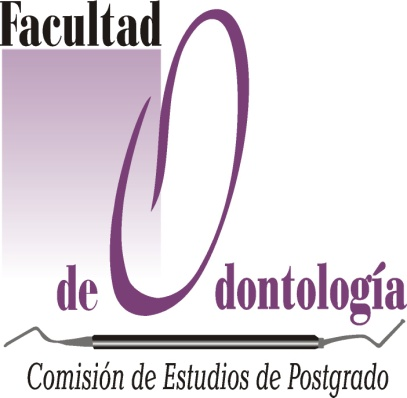 Facultad
de Odontología
Comisión de Estudios de Postgrado